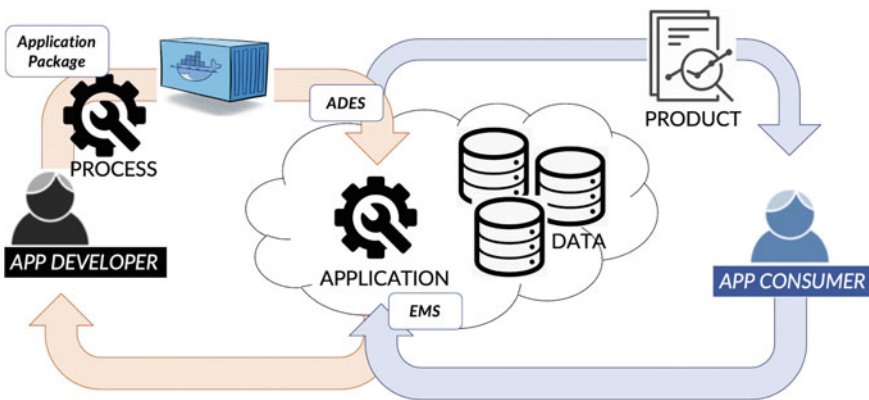 Application
Package
ADES
PROCESS
PRODUCT
APP DEVELOPER
APPLICATION
DATA
APP CONSUMER
EMS